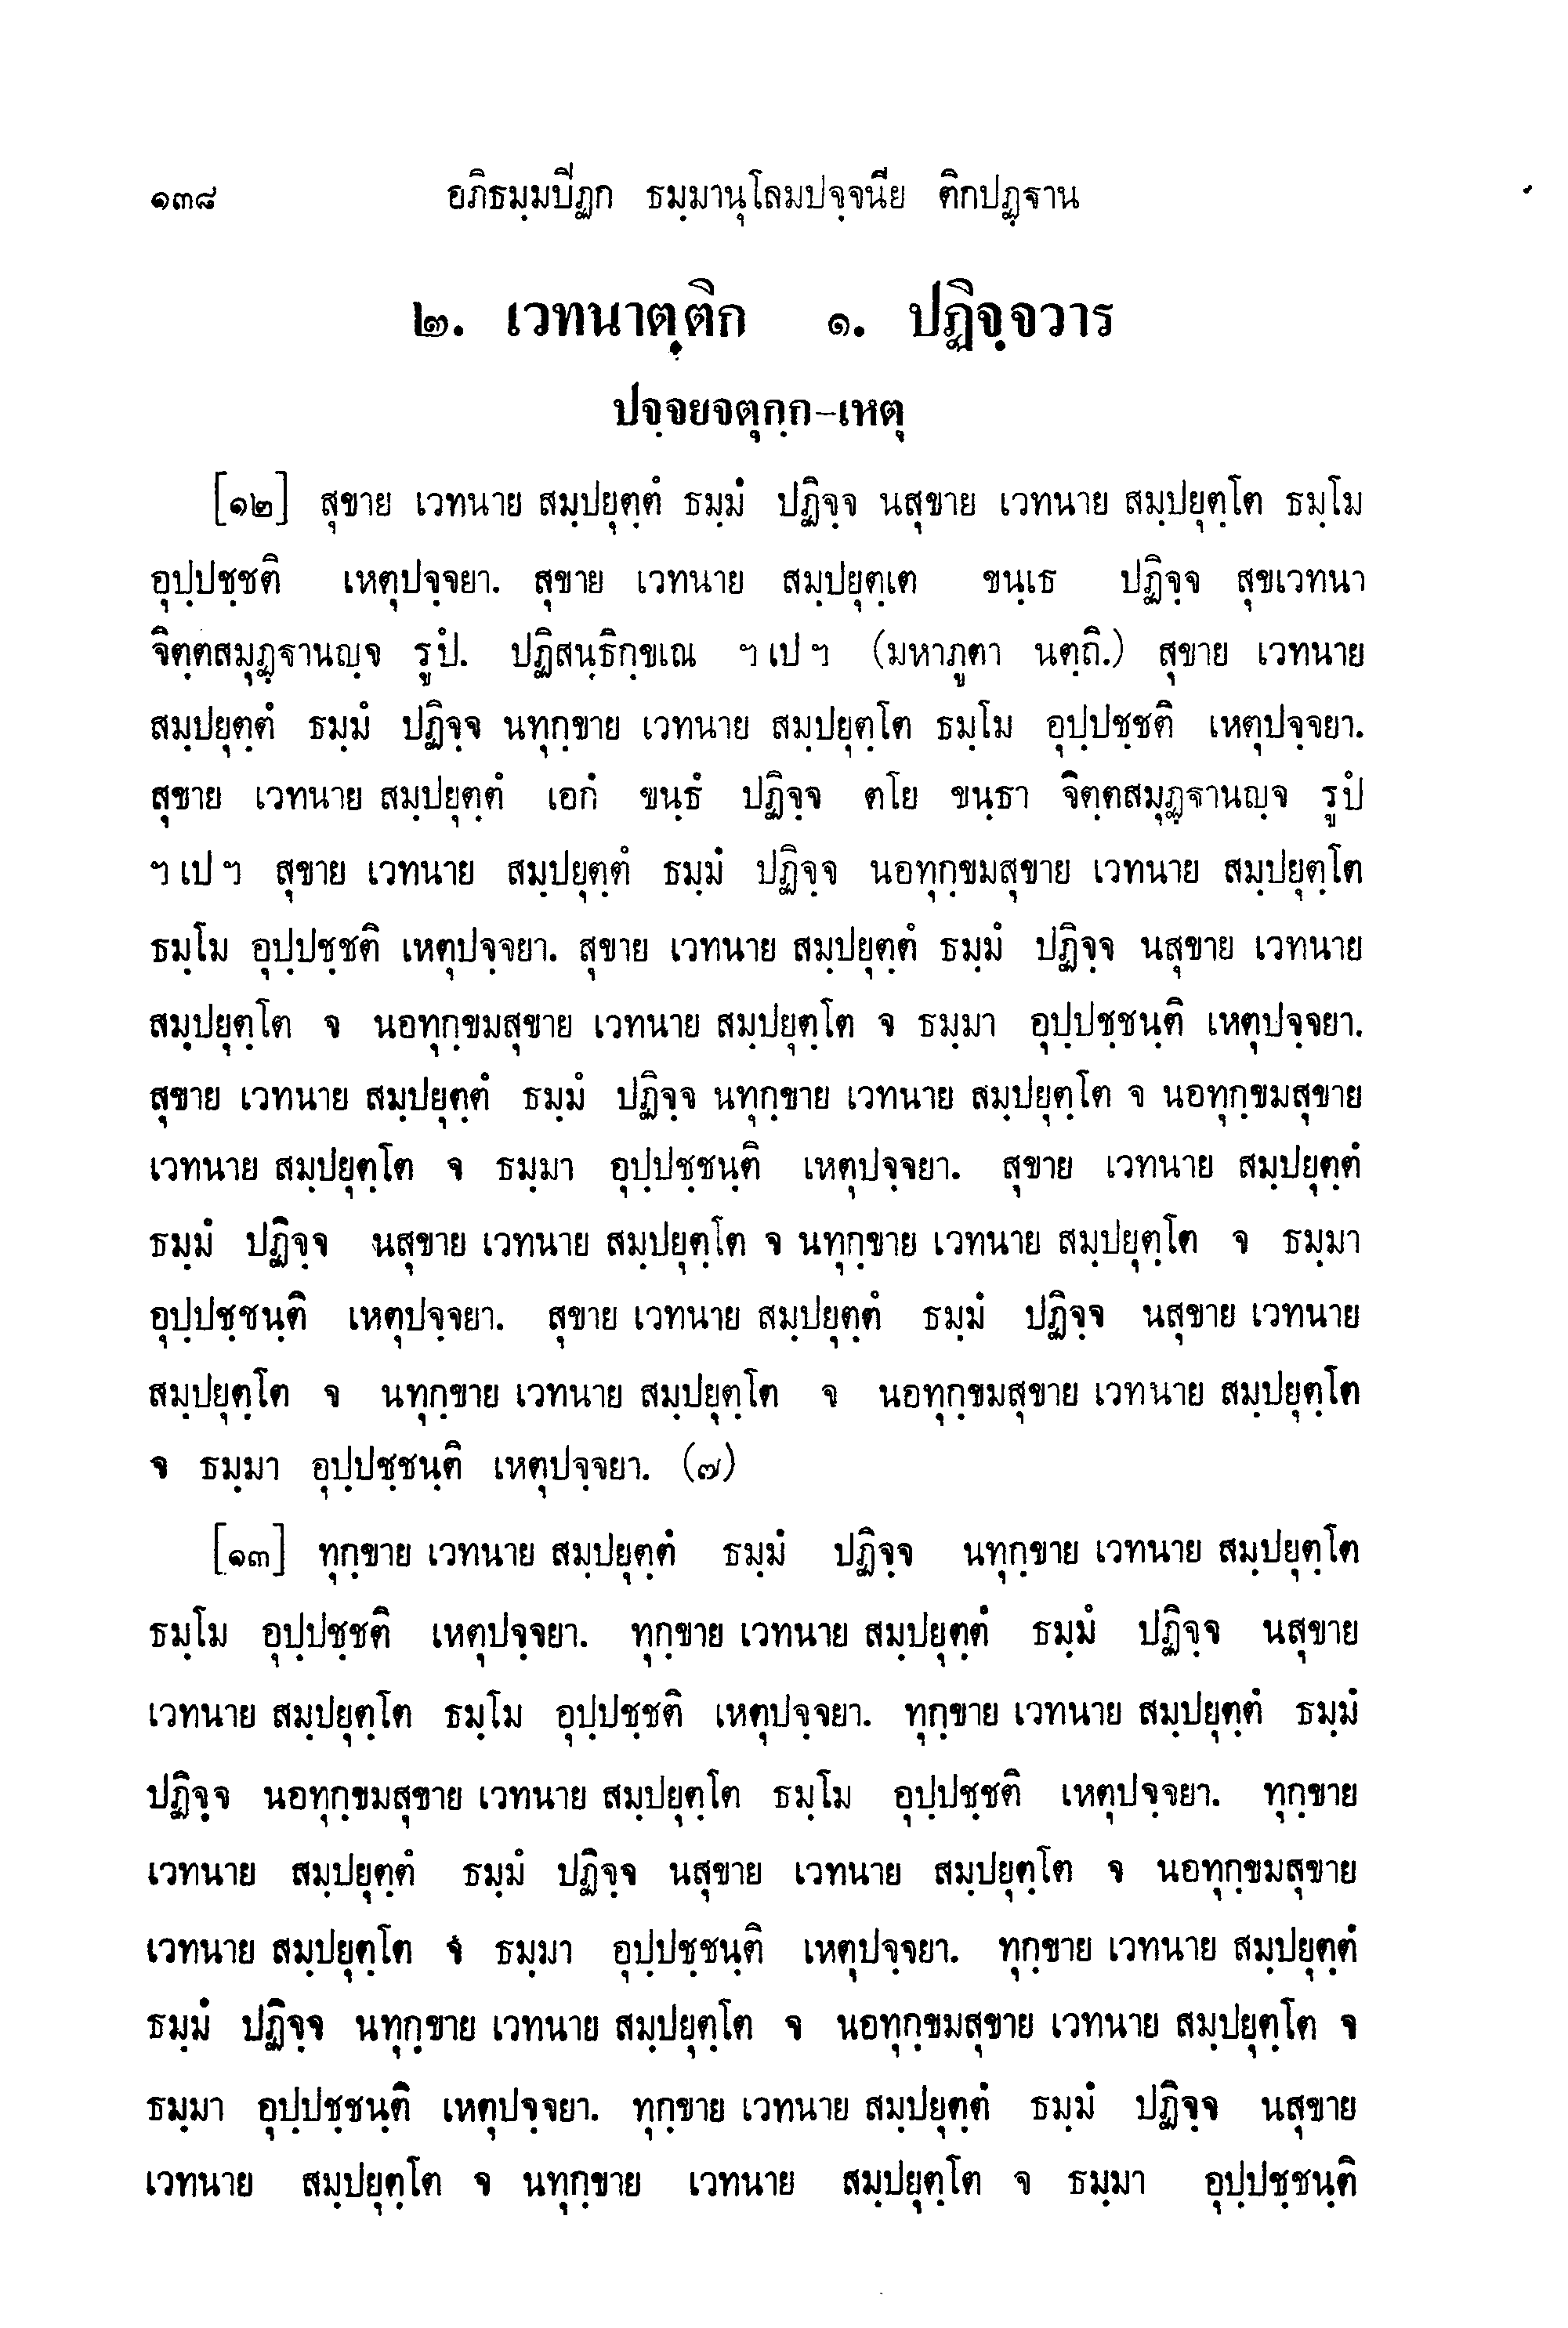 ๑๓๘ อภิธมฺมปิฏก ธมฺมานุโลมปจฺจนีย ติกปฏฺฐาน
๒. เวทนาตฺติก ๑. ปฏิจฺจวาร
ปจฺจยจตุกฺก-เหตุ
[๑๒] สุขาย เวทนาย สมฺปยุตฺตํ ธมฺมํ ปฏิจฺจ นสุขาย เวทนาย สมฺปยุตฺโต ธมฺโม
อุปฺปชฺชติ เหตุปจฺจยา. สุขาย เวทนาย สมฺปยุตฺเต ขนฺเธ ปฏิจฺจ สุขเวทนา
จิตฺตสมุฏฺฐานญฺจ รูปํ. ปฏิสนฺธิกฺขเณ ฯเปฯ (มหาภูตา นตฺถิ.) สุขาย เวทนาย
สมฺปยุตฺตํ ธมฺมํ ปฏิจฺจ นทุกฺขาย เวทนาย สมฺปยุตฺโต ธมฺโม อุปฺปชฺชติ เหตุปจฺจยา.
สุขาย เวทนาย สมฺปยุตฺตํ เอกํ ขนฺธํ ปฏิจฺจ ตโย ขนฺธา จิตฺตสมุฏฺฐานญฺจ รูปํ
ฯเปฯ สุขาย เวทนาย สมฺปยุตฺตํ ธมฺมํ ปฏิจฺจ นอทุกฺขมสุขาย เวทนาย สมฺปยุตฺโต
ธมฺโม อุปฺปชฺชติ เหตุปจฺจยา. สุขาย เวทนาย สมฺปยุตฺตํ ธมฺมํ ปฏิจฺจ นสุขาย เวทนาย
สมฺปยุตฺโต จ นอทุกฺขมสุขาย เวทนาย สมฺปยุตฺโต จ ธมฺมา อุปฺปชฺชนฺติ เหตุปจฺจยา.
สุขาย เวทนาย สมฺปยุตฺตํ ธมฺมํ ปฏิจฺจ นทุกฺขาย เวทนาย สมฺปยุตฺโต จ นอทุกฺขมสุขาย
เวทนาย สมฺปยุตฺโต จ ธมฺมา อุปฺปชฺชนฺติ เหตุปจฺจยา. สุขาย เวทนาย สมฺปยุตฺตํ
ธมฺมํ ปฏิจฺจ นสุขาย เวทนาย สมฺปยุตฺโต จ นทุกฺขาย เวทนาย สมฺปยุตฺโต จ ธมฺมา
อุปฺปชฺชนฺติ เหตุปจฺจยา. สุขาย เวทนาย สมฺปยุตฺตํ ธมฺมํ ปฏิจฺจ นสุขาย เวทนาย
สมฺปยุตฺโต จ นทุกฺขาย เวทนาย สมฺปยุตฺโต จ นอทุกฺขมสุขาย เวทนาย สมฺปยุตฺโต
จ ธมฺมา อุปฺปชฺชนฺติ เหตุปจฺจยา. (๗)
[๑๓] ทุกฺขาย เวทนาย สมฺปยุตฺตํ ธมฺมํ ปฏิจฺจ นทุกฺขาย เวทนาย สมฺปยุตฺโต
ธมฺโม อุปฺปชฺชติ เหตุปจฺจยา. ทุกฺขาย เวทนาย สมฺปยุตฺตํ ธมฺมํ ปฏิจฺจ นสุขาย
เวทนาย สมฺปยุตฺโต ธมฺโม อุปฺปชฺชติ เหตุปจฺจยา. ทุกฺขาย เวทนาย สมฺปยุตฺตํ ธมฺมํ
ปฏิจฺจ นอทุกฺขมสุขาย เวทนาย สมฺปยุตฺโต ธมฺโม อุปฺปชฺชติ เหตุปจฺจยา. ทุกฺขาย
เวทนาย สมฺปยุตฺตํ ธมฺมํ ปฏิจฺจ นสุขาย เวทนาย สมฺปยุตฺโต จ นอทุกฺขมสุขาย
เวทนาย สมฺปยุตฺโต จ ธมฺมา อุปฺปชฺชนฺติ เหตุปจฺจยา. ทุกฺขาย เวทนาย สมฺปยุตฺตํ
ธมฺมํ ปฏิจฺจ นทุกฺขาย เวทนาย สมฺปยุตฺโต จ นอทุกฺขมสุขาย เวทนาย สมฺปยุตฺโต จ
ธมฺมา อุปฺปชฺชนฺติ เหตุปจฺจยา. ทุกฺขาย เวทนาย สมฺปยุตฺตํ ธมฺมํ ปฏิจฺจ นสุขาย
เวทนาย สมฺปยุตฺโต จ นทุกฺขาย เวทนาย สมฺปยุตฺโต จ ธมฺมา อุปฺปชฺชนฺติ